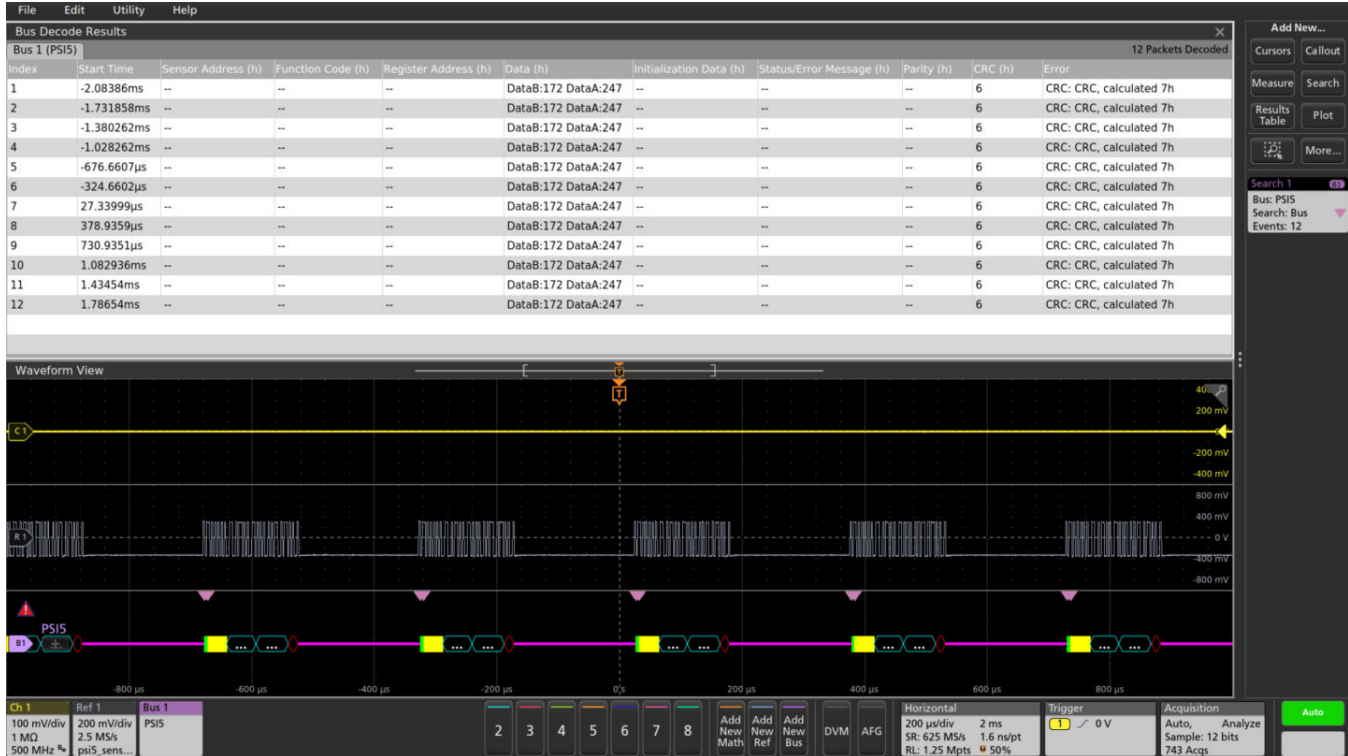 File Edit Utility Help
Bus Decode Results
Bus 1 (PSI5) 12 Packets Decoded
Index Start Time Sensor Address (h) Function Code (h) Register Address (h) Data (h) Initialization Data (h) Status/Error Message (h) Parity (h) CRC (h) Error
1 -2.08386ms -- -- -- DataB:172 DataA:247 -- -- -- 6 CRC: CRC, calculated 7h
2 -1.731858ms -- -- -- DataB:172 DataA:247 -- -- -- 6 CRC: CRC, calculated 7h
3 -1.380262ms -- -- -- DataB:172 DataA:247 -- -- -- 6 CRC: CRC, calculated 7h
4 -1.028262ms -- -- -- DataB:172 DataA:247 -- -- -- 6 CRC: CRC, calculated 7h
5 -676.6607µs -- -- -- DataB:172 DataA:247 -- -- -- 6 CRC: CRC, calculated 7h
6 -324.6602µs -- -- -- DataB:172 DataA:247 -- -- -- 6 CRC: CRC, calculated 7h
7 27.33999µs -- -- -- DataB:172 DataA:247 -- -- -- 6 CRC: CRC, calculated 7h
8 378.9359µs -- -- -- DataB:172 DataA:247 -- -- -- 6 CRC: CRC, calculated 7h
9 730.9351µs -- -- -- DataB:172 DataA:247 -- -- -- 6 CRC: CRC, calculated 7h
10 1.082936ms -- -- -- DataB:172 DataA:247 -- -- -- 6 CRC: CRC, calculated 7h
11 1.43454ms -- -- -- DataB:172 DataA:247 -- -- -- 6 CRC: CRC, calculated 7h
12 1.78654ms -- -- -- DataB:172 DataA:247 -- -- -- 6 CRC: CRC, calculated 7h
Add New...
Cursors Callout
Measure Search
Results Table Plot
More...
Search 1 B1
Bus: PSI5
Search: Bus
Events: 12
Waveform View
T
T
200 mV
C1
-200 mV
-400 mV
800 mV
400 mV
R1 0 V
-400 mV
-800 mV
PSI5
B1 ... ... ... ... ... ... ... ... ... ...
-800 µs -600 µs -400 µs -200 µs 0 s 200 µs 400 µs 600 µs 800 µs
Ch 1
100 mV/div
1 MΩ
500 MHz
Ref 1
200 mV/div
2.5 MS/s
psi5_sens...
Bus 1
PSI5
2 3 4 5 6 7 8
Add New Math
Add New Ref
Add New Bus
DVM AFG
Horizontal
200 µs/div 2 ms
SR: 625 MS/s 1.6 ns/pt
RL: 1.25 Mpts 50%
Trigger
1 0 V
Acquisition
Auto, Analyze
Sample: 12 bits
743 Acqs
Auto